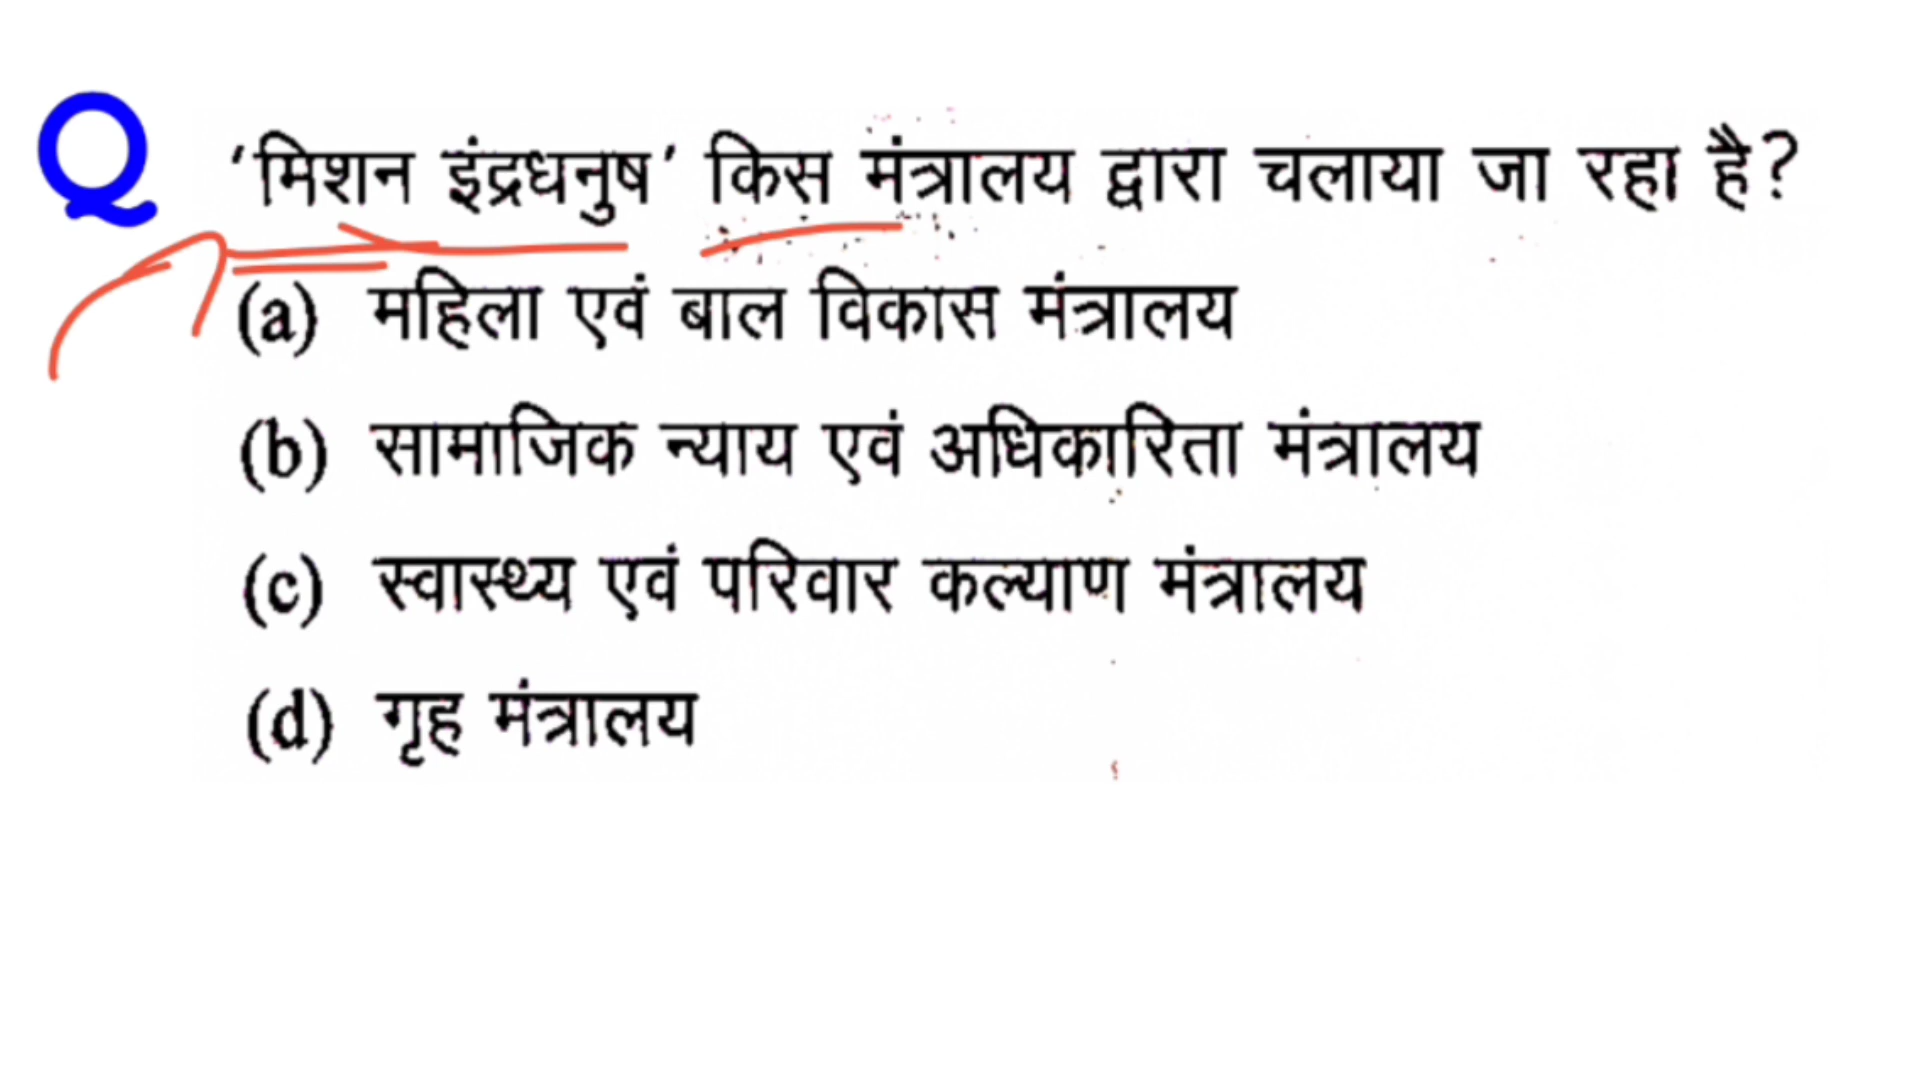 Q 'मिशन इंद्रधनुष' किस मंत्रालय द्वारा चलाया जा रहा है?
(a) महिला एवं बाल विकास मंत्रालय
(b) सामाजिक न्याय एवं अधिकारिता मंत्रालय
(c) स्वास्थ्य एवं परिवार कल्याण मंत्रालय
(d) गृह मंत्रालय